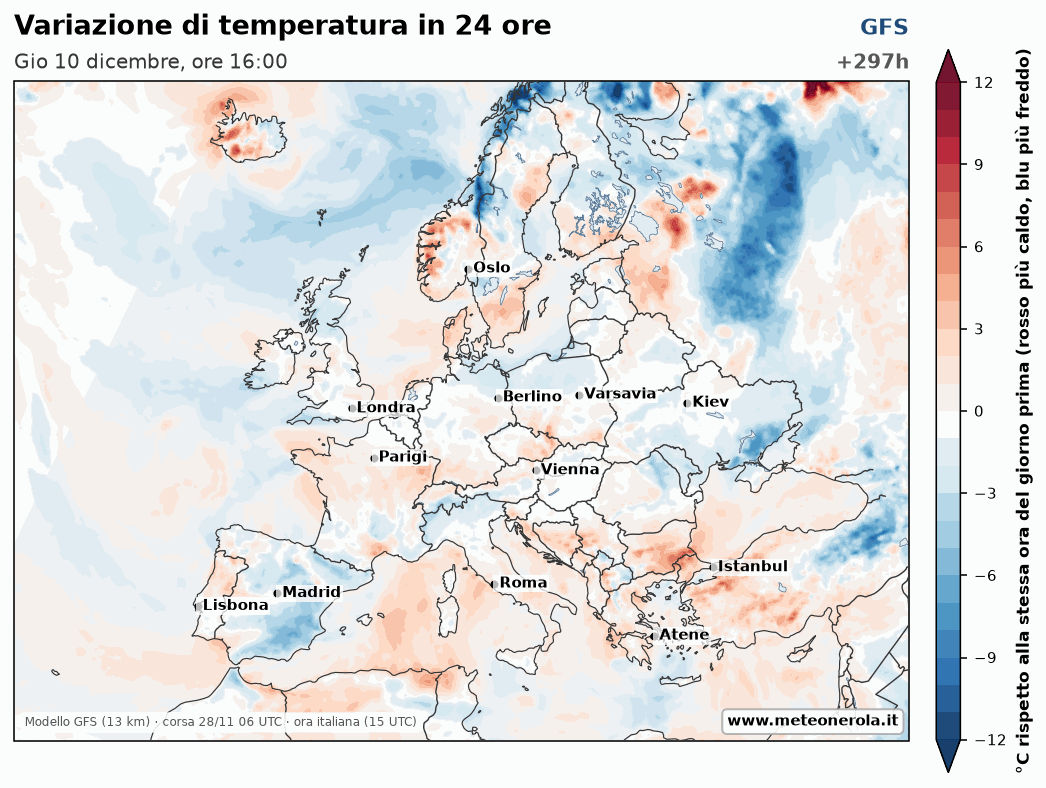 Variazione di temperatura in 24 ore
GFS
Gio 10 dicembre, ore 16:00
+297h
Oslo
Berlino
Varsavia
Kiev
Londra
Parigi
Vienna
Istanbul
Roma
Madrid
Lisbona
Atene
Modello GFS (13 km) · corsa 28/11 06 UTC · ora italiana (15 UTC)
www.meteonerola.it
12
9
6
3
0
−3
−6
−9
−12
°C rispetto alla stessa ora del giorno prima (rosso più caldo, blu più freddo)